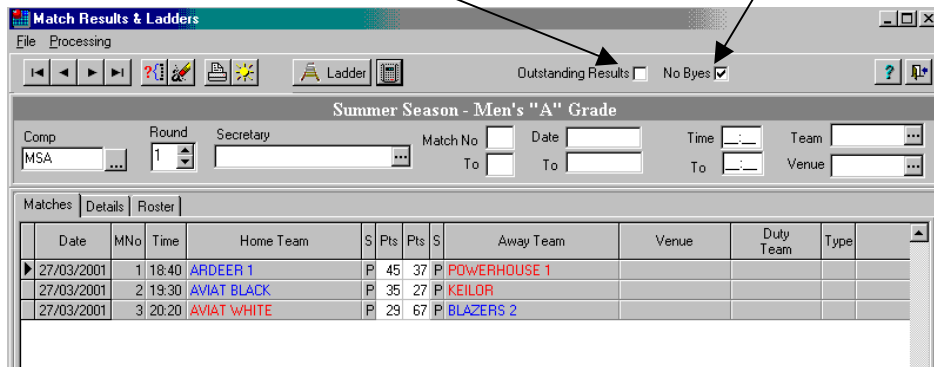 Match Results & Ladders
File Processing
Ladder Outstanding Results No Byes
Summer Season - Men's "A" Grade
Comp Round Secretary Match No Date Time _:__ Team ...
MSA ... 1 ... To To To _:__ Venue ...
Matches Details Roster
Date MNo Time Home Team S Pts Pts S Away Team Venue Duty Team Type
27/03/2001 1 18:40 ARDEER 1 P 45 37 P POWERHOUSE 1
27/03/2001 2 19:30 AVIAT BLACK P 35 27 P KEILOR
27/03/2001 3 20:20 AVIAT WHITE P 29 67 P BLAZERS 2